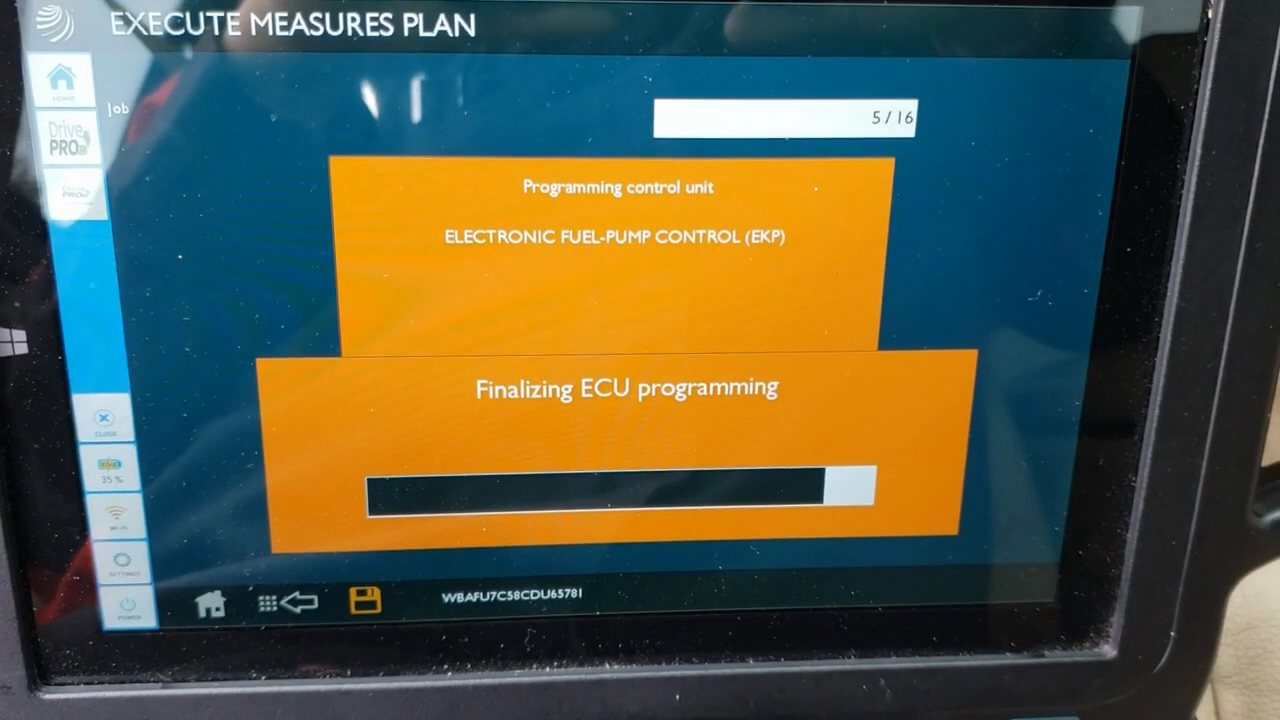 EXECUTE MEASURES PLAN
HOME
Job
5 / 16
Drive
PRO
PRO
Programming control unit
ELECTRONIC FUEL-PUMP CONTROL (EKP)
Finalizing ECU programming
CLOSE
35 %
WI-FI
SETTINGS
POWER
WBAFU7C58CDU65781